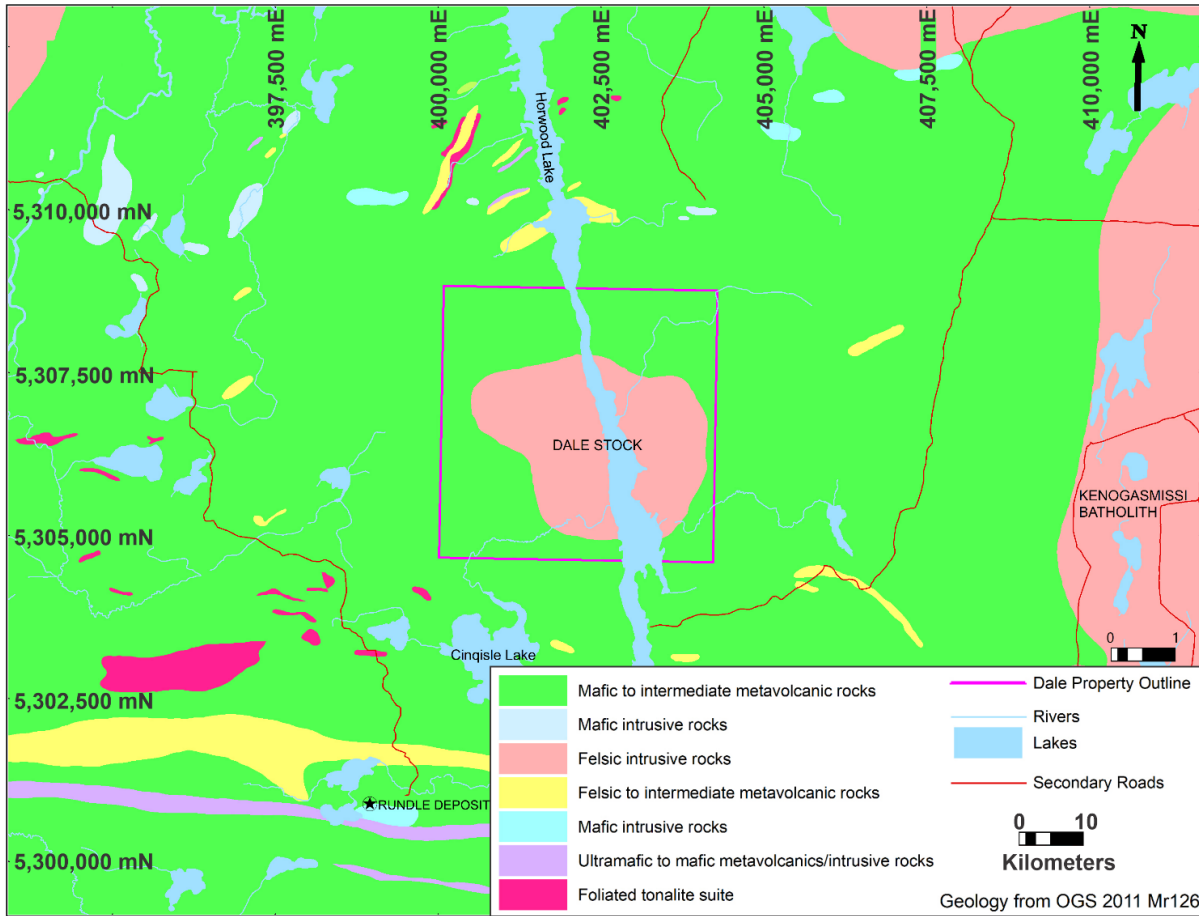 397,500 mE
400,000 mE
402,500 mE
405,000 mE
407,500 mE
410,000 mE
N
Horwood Lake
5,310,000 mN
5,307,500 mN
DALE STOCK
KENOGASMISSI
BATHOLITH
5,305,000 mN
0 1
Cinqisle Lake
5,302,500 mN
RUNDLE DEPOSIT
5,300,000 mN
Mafic to intermediate metavolcanic rocks
Mafic intrusive rocks
Felsic intrusive rocks
Felsic to intermediate metavolcanic rocks
Mafic intrusive rocks
Ultramafic to mafic metavolcanics/intrusive rocks
Foliated tonalite suite
Dale Property Outline
Rivers
Lakes
Secondary Roads
0 10
Kilometers
Geology from OGS 2011 Mr126